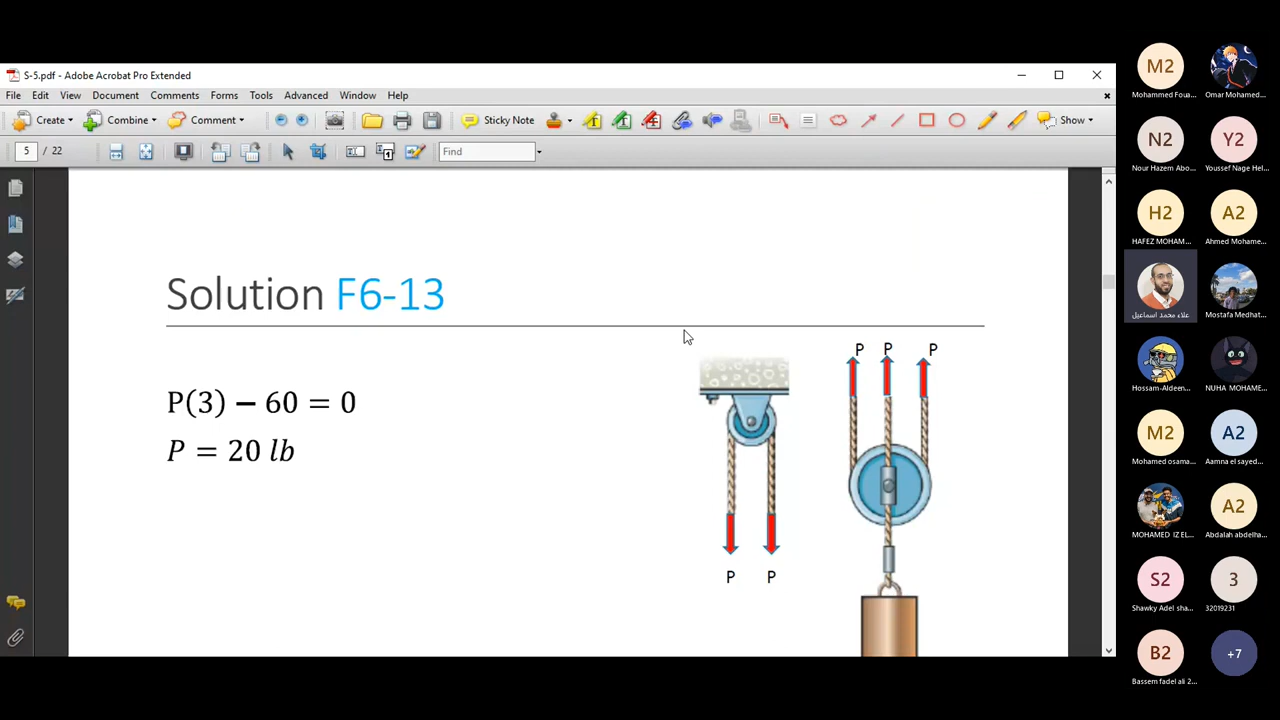 S-5.pdf - Adobe Acrobat Pro Extended
File Edit View Document Comments Forms Tools Advanced Window Help
Create Combine Comment Sticky Note Show
5 / 22 Find
Solution F6-13
P(3) − 60 = 0
P = 20 lb
P P P
P P
M2
Mohammed Foua...
Omar Mohamed...
N2
Nour Hazem Abo...
Y2
Youssef Nage Hel...
H2
HAFEZ MOHAM...
A2
Ahmed Mohame...
علاء محمد اسماعيل
Mostafa Medhat...
Hossam-Aldeen...
NUHA MOHAME...
M2
Mohamed osama...
A2
Aamna el sayed...
MOHAMED IZ EL...
A2
Abdalah abdelha...
S2
Shawky Adel sha...
3
32019231
B2
Bassem fadel ali 2...
+7